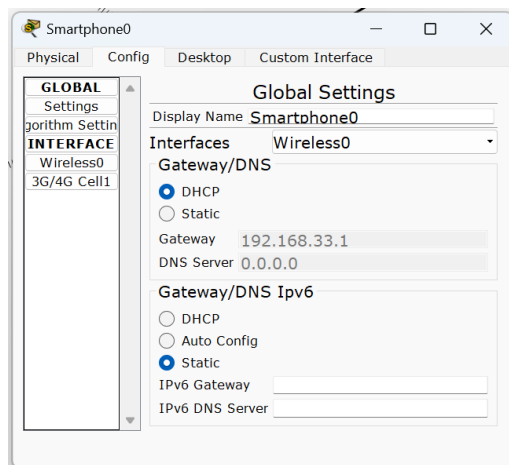 Smartphone0
Physical Config Desktop Custom Interface
GLOBAL
Settings
gorithm Settin
INTERFACE
Wireless0
3G/4G Cell1
Global Settings
Display Name Smartphone0
Interfaces Wireless0
Gateway/DNS
DHCP
Static
Gateway 192.168.33.1
DNS Server 0.0.0.0
Gateway/DNS Ipv6
DHCP
Auto Config
Static
IPv6 Gateway
IPv6 DNS Server